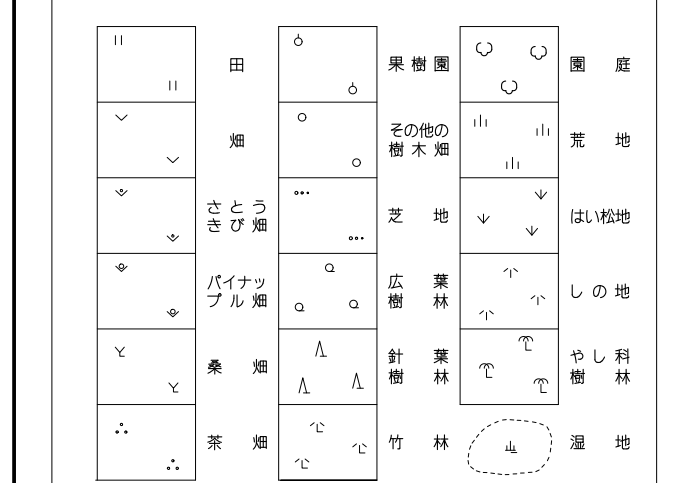 田
畑
さとう
きび畑
パイナッ
プル畑
桑畑
茶畑
果樹園
その他の
樹木畑
芝地
広葉
樹林
針葉
樹林
竹林
園庭
荒地
はい松地
しの地
やし科
樹林
湿地